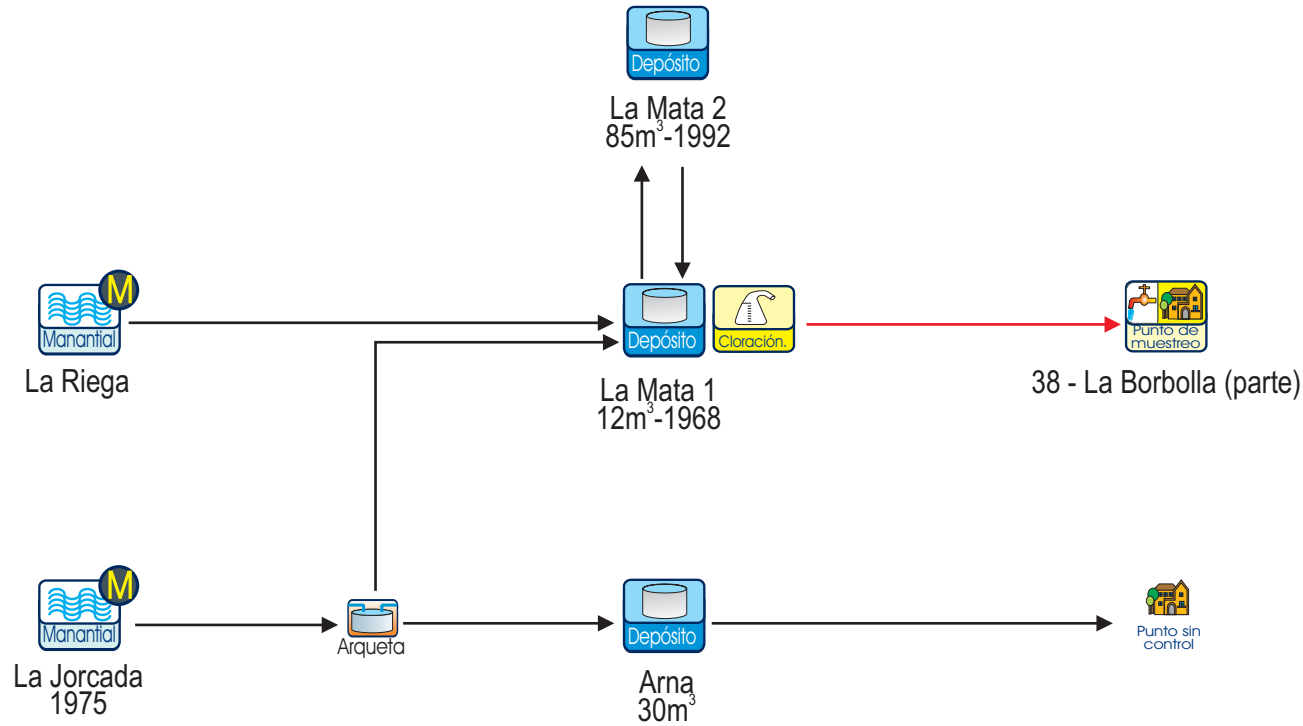 Depósito
La Mata 2
85m³-1992
M
Manantial
La Riega
Depósito
Cloración.
La Mata 1
12m³-1968
Punto de
muestreo
38 - La Borbolla (parte)
M
Manantial
La Jorcada
1975
Arqueta
Depósito
Arna
30m³
Punto sin
control